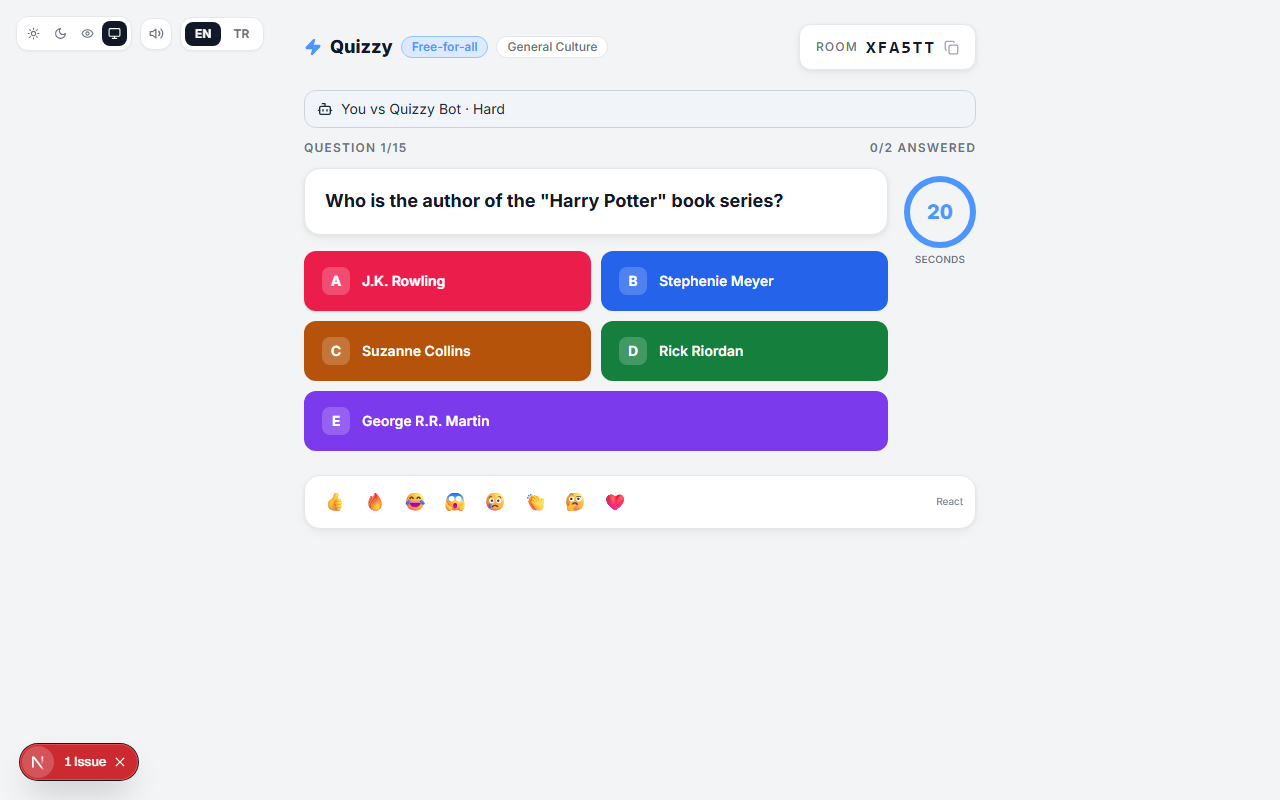 EN TR
Quizzy Free-for-all General Culture
ROOM XFA5TT
You vs Quizzy Bot · Hard
QUESTION 1/15
0/2 ANSWERED
Who is the author of the "Harry Potter" book series?
20
SECONDS
A J.K. Rowling
B Stephenie Meyer
C Suzanne Collins
D Rick Riordan
E George R.R. Martin
React
N 1 Issue